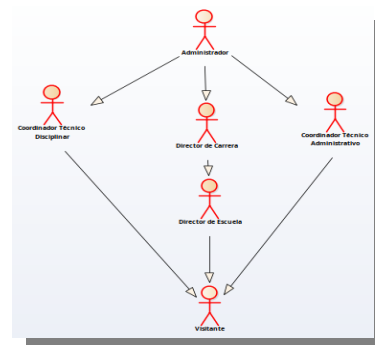 Administrador
Coordinador Técnico
Disciplinar
Director de Carrera
Coordinador Técnico
Administrativo
Director de Escuela
Visitante